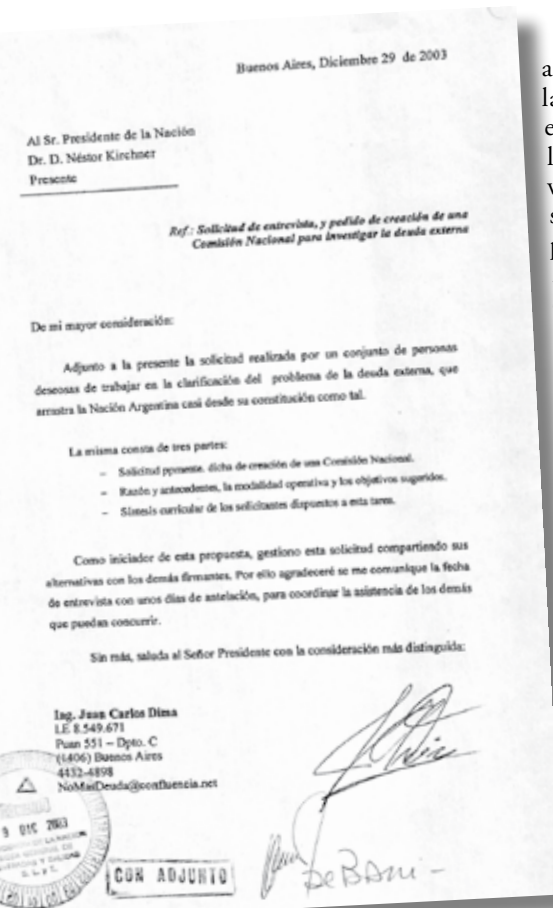 Buenos Aires, Diciembre 29 de 2003
Al Sr. Presidente de la Nación
Dr. D. Néstor Kirchner
Presente
Ref.: Solicitud de entrevista, y pedido de creación de una
Comisión Nacional para investigar la deuda externa
De mi mayor consideración:
Adjunto a la presente la solicitud realizada por un conjunto de personas
deseosas de trabajar en la clarificación del problema de la deuda externa, que
arrastra la Nación Argentina casi desde su constitución como tal.
La misma consta de tres partes:
- Solicitud ppmente. dicha de creación de una Comisión Nacional.
- Razón y antecedentes, la modalidad operativa y los objetivos sugeridos.
- Síntesis curricular de los solicitantes dispuestos a esta tarea.
Como iniciador de esta propuesta, gestiono esta solicitud compartiendo sus
alternativas con los demás firmantes. Por ello agradeceré se me comunique la fecha
de entrevista con unos días de antelación, para coordinar la asistencia de los demás
que puedan concurrir.
Sin más, saluda al Señor Presidente con la consideración más distinguida:
Ing. Juan Carlos Dima
LE 8.549.671
Puan 551 – Dpto. C
(1406) Buenos Aires
4432-4898
NoMasDeuda@confluencia.net
9 DIC 2003
CON ADJUNTO